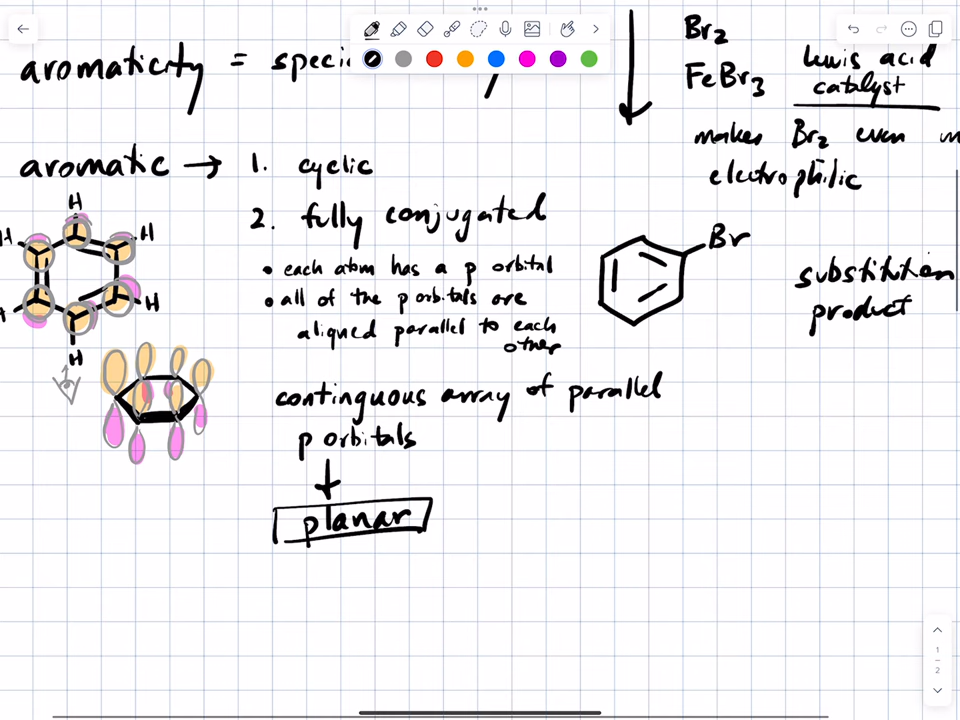 aromaticity = speci
aromatic → 1. cyclic
2. fully conjugated
• each atom has a p orbital
• all of the p orbitals are
aligned parallel to each
other
continguous array of parallel
p orbitals
planar
H
H
H
H
H
H
Br2
FeBr3
lewis acid
catalyst
makes Br2 even m
electrophilic
Br
substitution
product
1
2